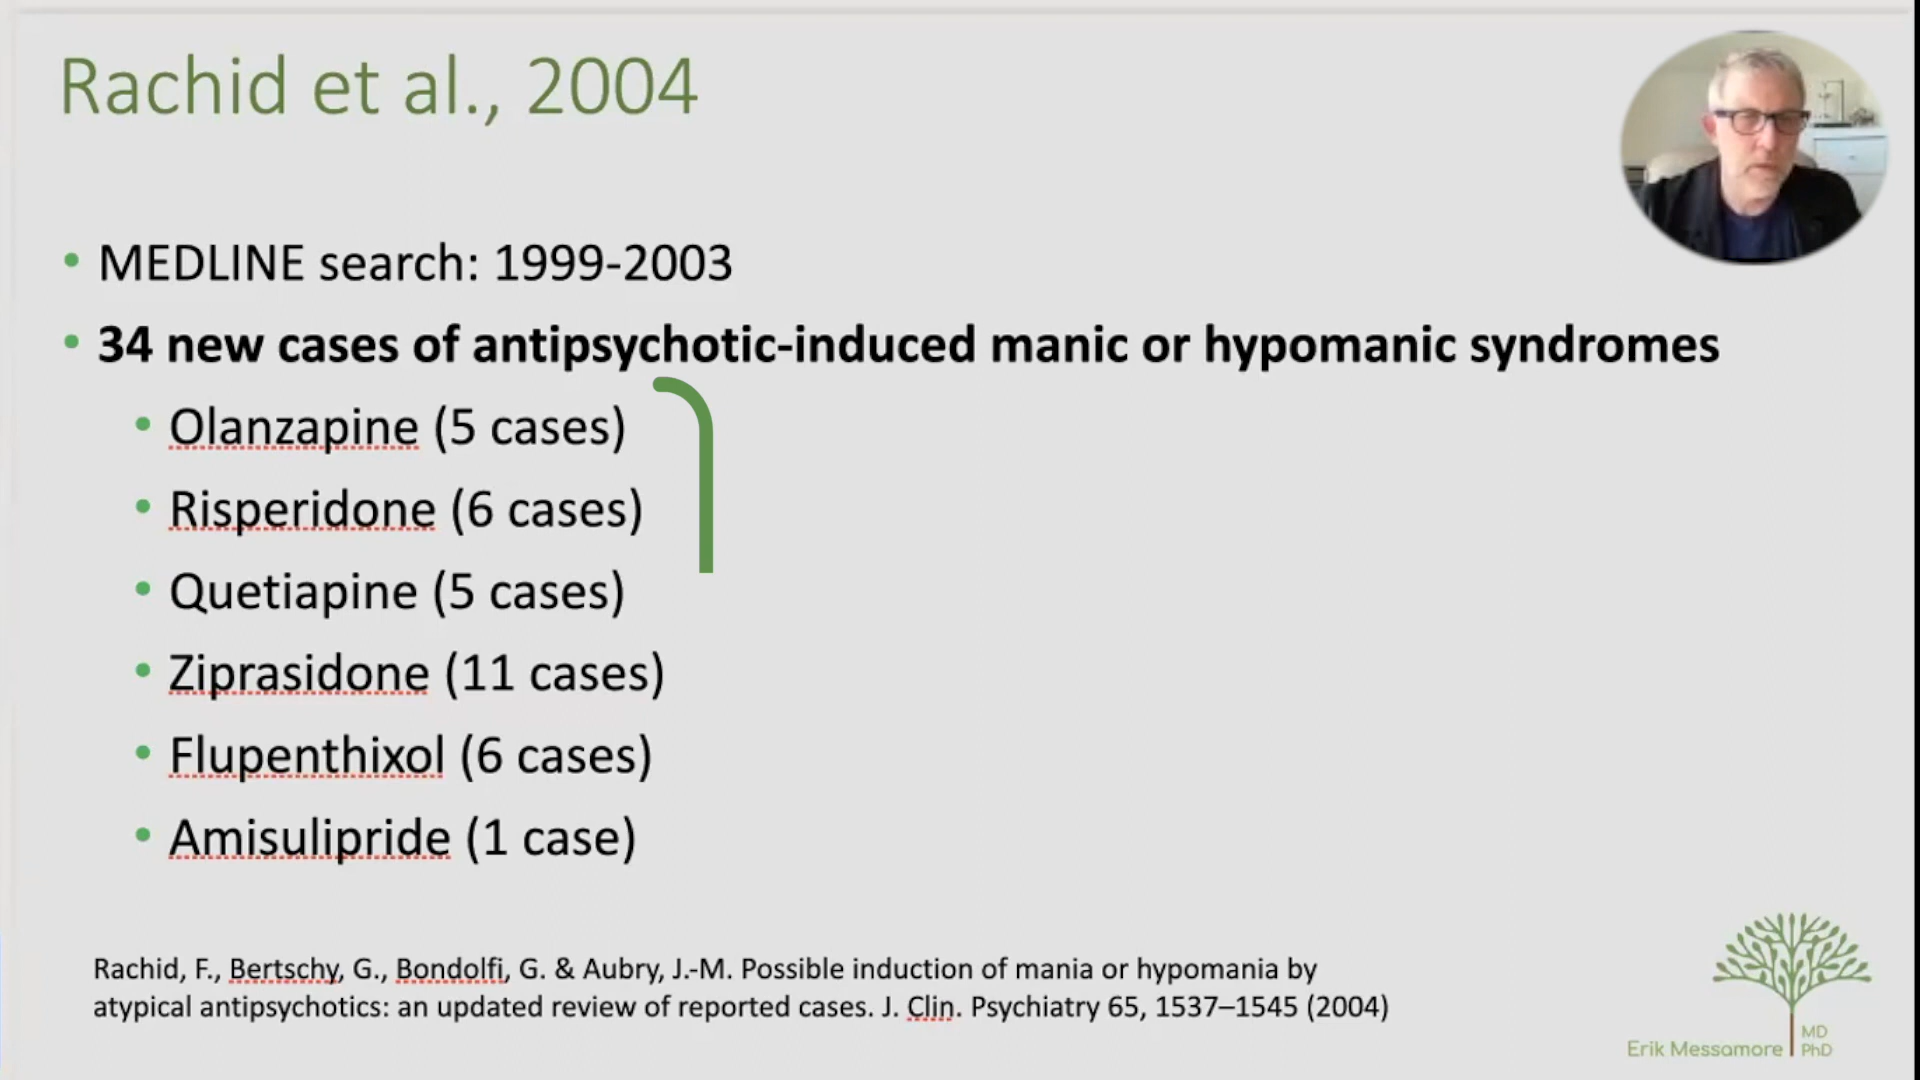 Rachid et al., 2004
• MEDLINE search: 1999-2003
• 34 new cases of antipsychotic-induced manic or hypomanic syndromes
• Olanzapine (5 cases)
• Risperidone (6 cases)
• Quetiapine (5 cases)
• Ziprasidone (11 cases)
• Flupenthixol (6 cases)
• Amisulipride (1 case)
Rachid, F., Bertschy, G., Bondolfi, G. & Aubry, J.-M. Possible induction of mania or hypomania by
atypical antipsychotics: an updated review of reported cases. J. Clin. Psychiatry 65, 1537–1545 (2004)
Erik Messamore
MD
PhD